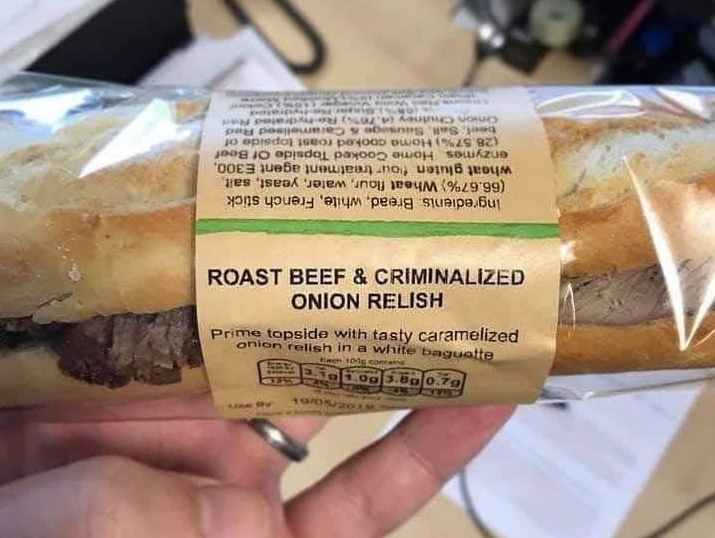 Ingredients: Bread, white, French stick
(66.67%) Wheat flour, water, yeast, salt,
wheat gluten, flour treatment agent E300,
enzymes. Home Cooked Topside Of Beef
(28.57%) Home cooked roast topside of
beef, Salt. Sausage & Caramelised Red
Onion Chutney (4.76%) Re-hydrated Red
ROAST BEEF & CRIMINALIZED
ONION RELISH
Prime topside with tasty caramelized
onion relish in a white baguette
Each 100g contains
3.1g 1.0g 3.8g 0.7g
Use By 19/05/2019